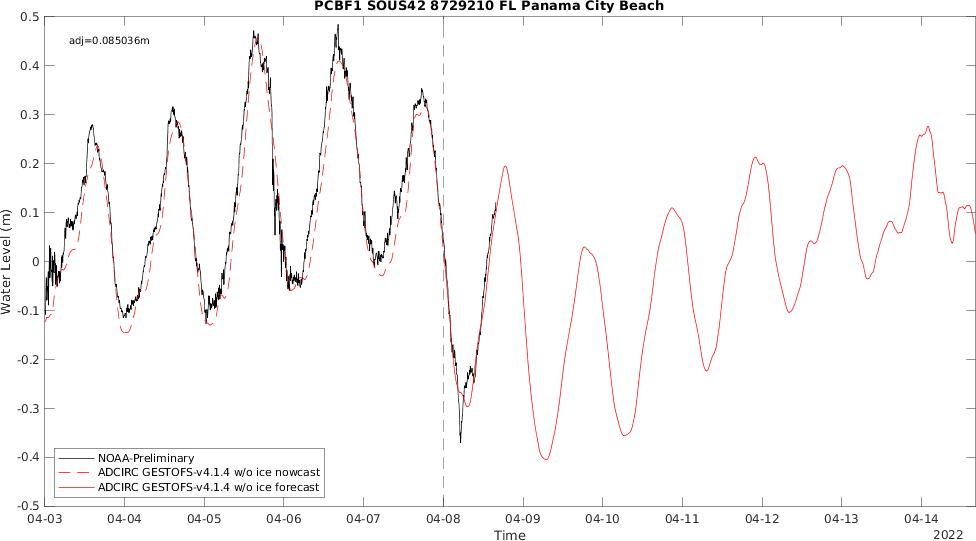 PCBF1 SOUS42 8729210 FL Panama City Beach
adj=0.085036m
Water Level (m)
0.5
0.4
0.3
0.2
0.1
0
-0.1
-0.2
-0.3
-0.4
-0.5
NOAA-Preliminary
ADCIRC GESTOFS-v4.1.4 w/o ice nowcast
ADCIRC GESTOFS-v4.1.4 w/o ice forecast
04-03 04-04 04-05 04-06 04-07 04-08 04-09 04-10 04-11 04-12 04-13 04-14
Time
2022